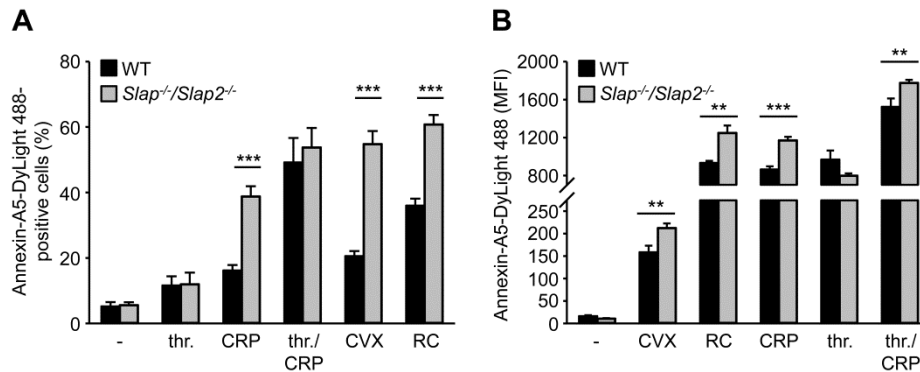 A
Annexin-A5-DyLight 488-
positive cells (%)
80
60
40
20
0
WT
Slap-/-/Slap2-/-
***
***
***
-
thr.
CRP
thr./
CRP
CVX
RC
B
Annexin-A5-DyLight 488 (MFI)
2000
1600
1200
800
250
200
150
100
50
0
WT
Slap-/-/Slap2-/-
**
**
***
**
-
CVX
RC
CRP
thr.
thr./
CRP